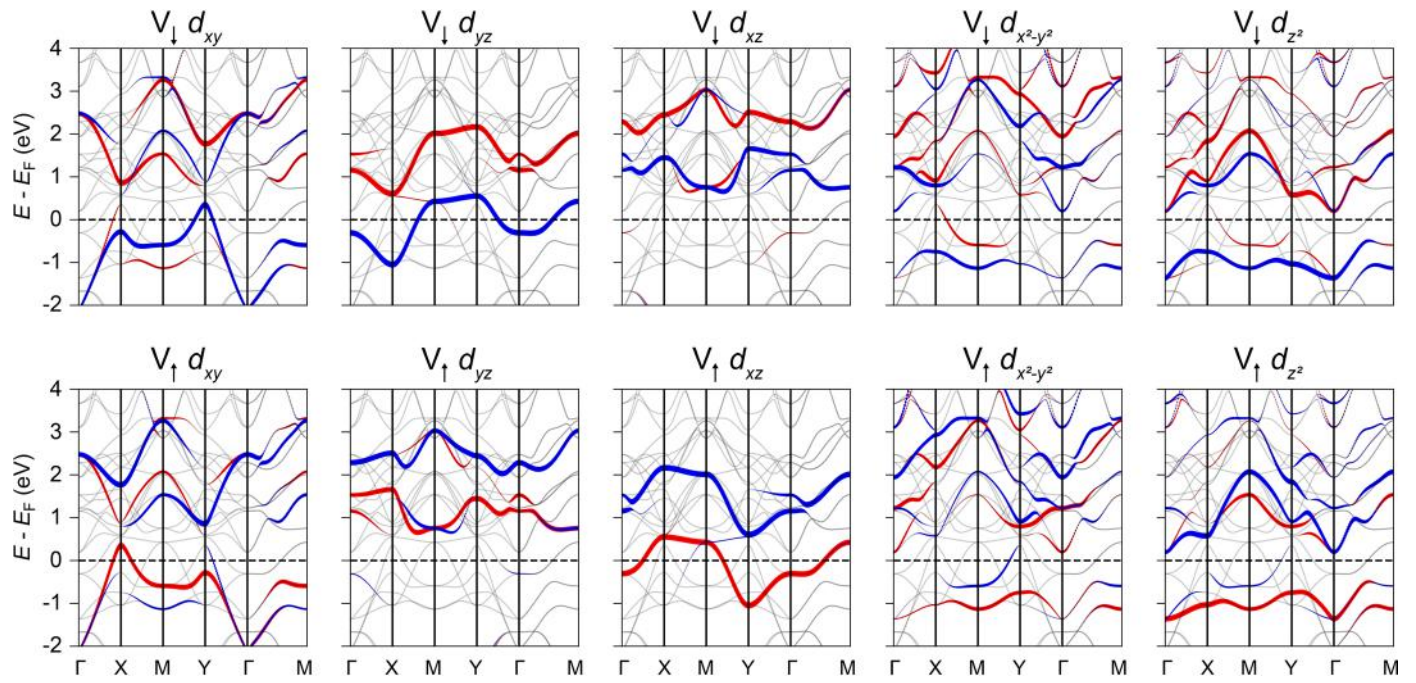 V↓ dxy V↓ dyz V↓ dxz V↓ dx²-y² V↓ dz²
4
3
2
1
0
-1
-2
E - EF (eV)
V↑ dxy V↑ dyz V↑ dxz V↑ dx²-y² V↑ dz²
4
3
2
1
0
-1
-2
E - EF (eV)
Γ X M Y Γ M Γ X M Y Γ M Γ X M Y Γ M Γ X M Y Γ M Γ X M Y Γ M